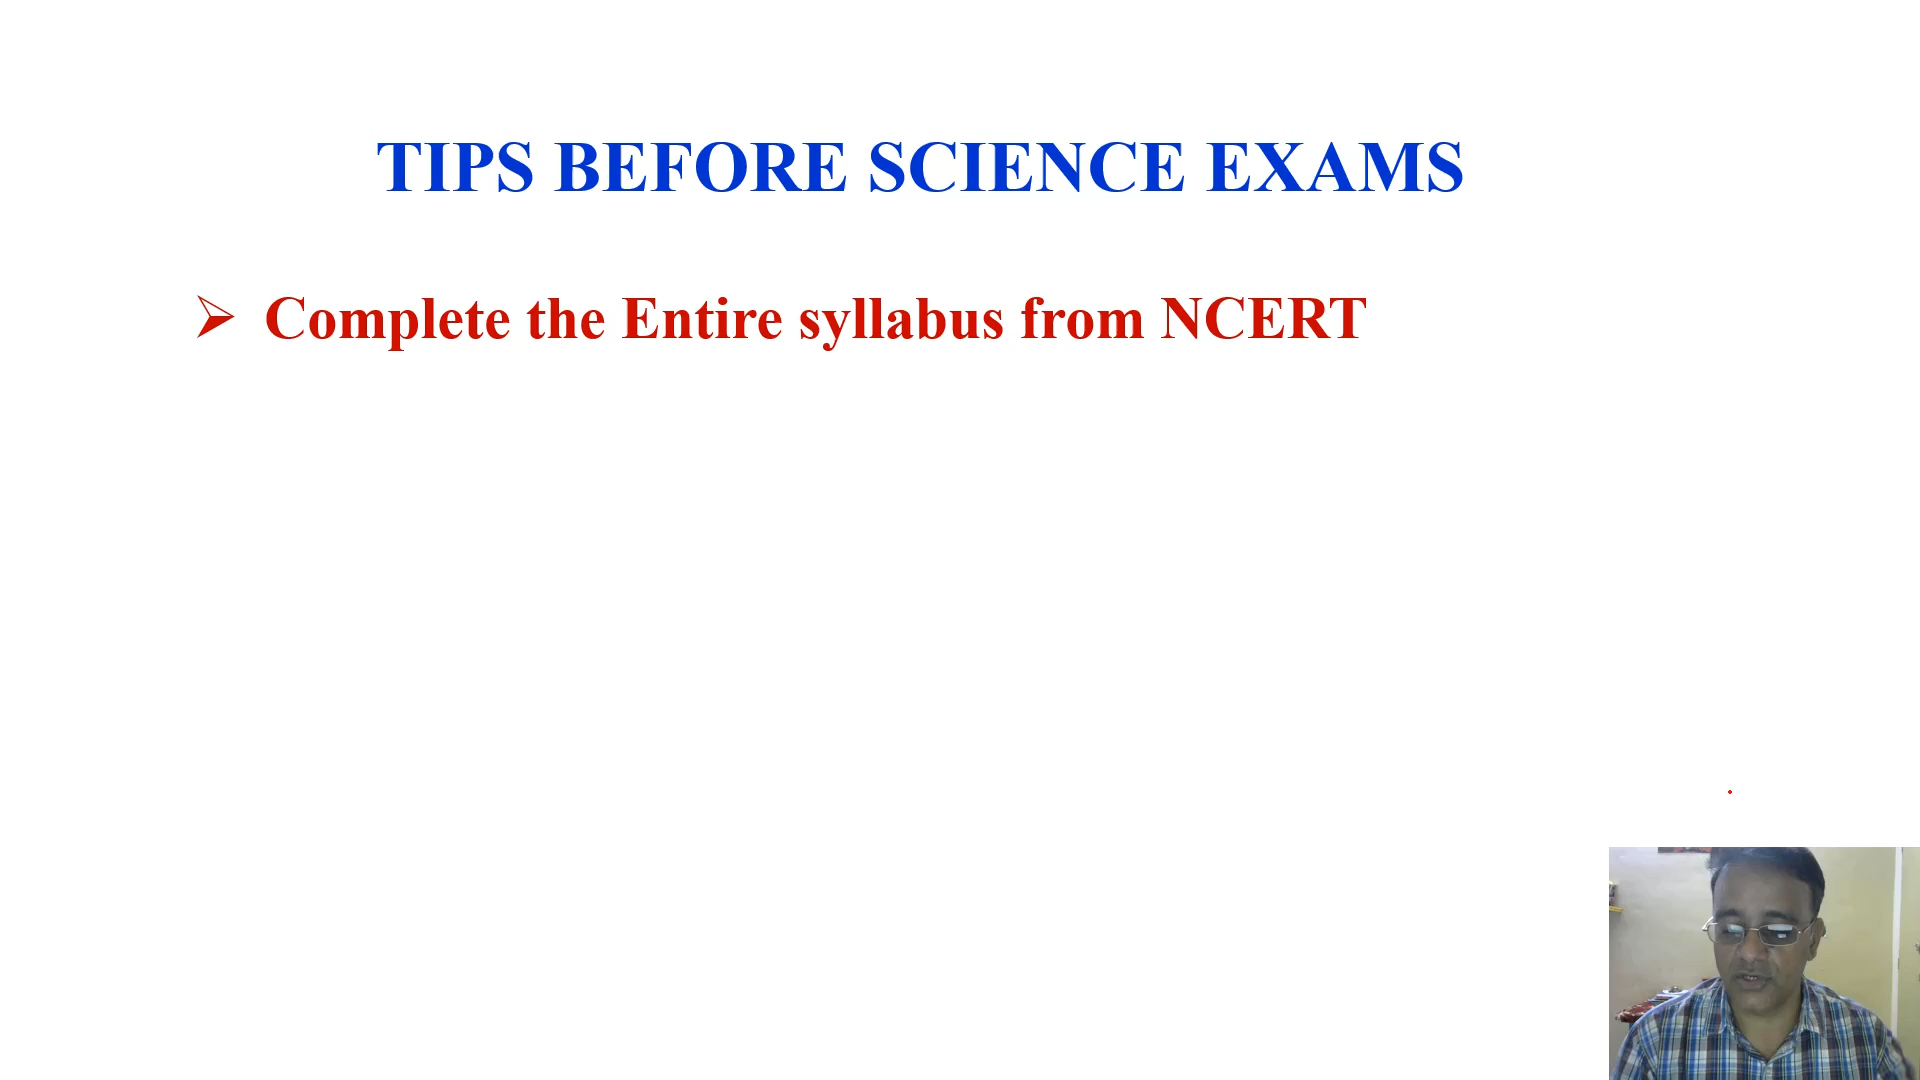 TIPS BEFORE SCIENCE EXAMS
➢ Complete the Entire syllabus from NCERT